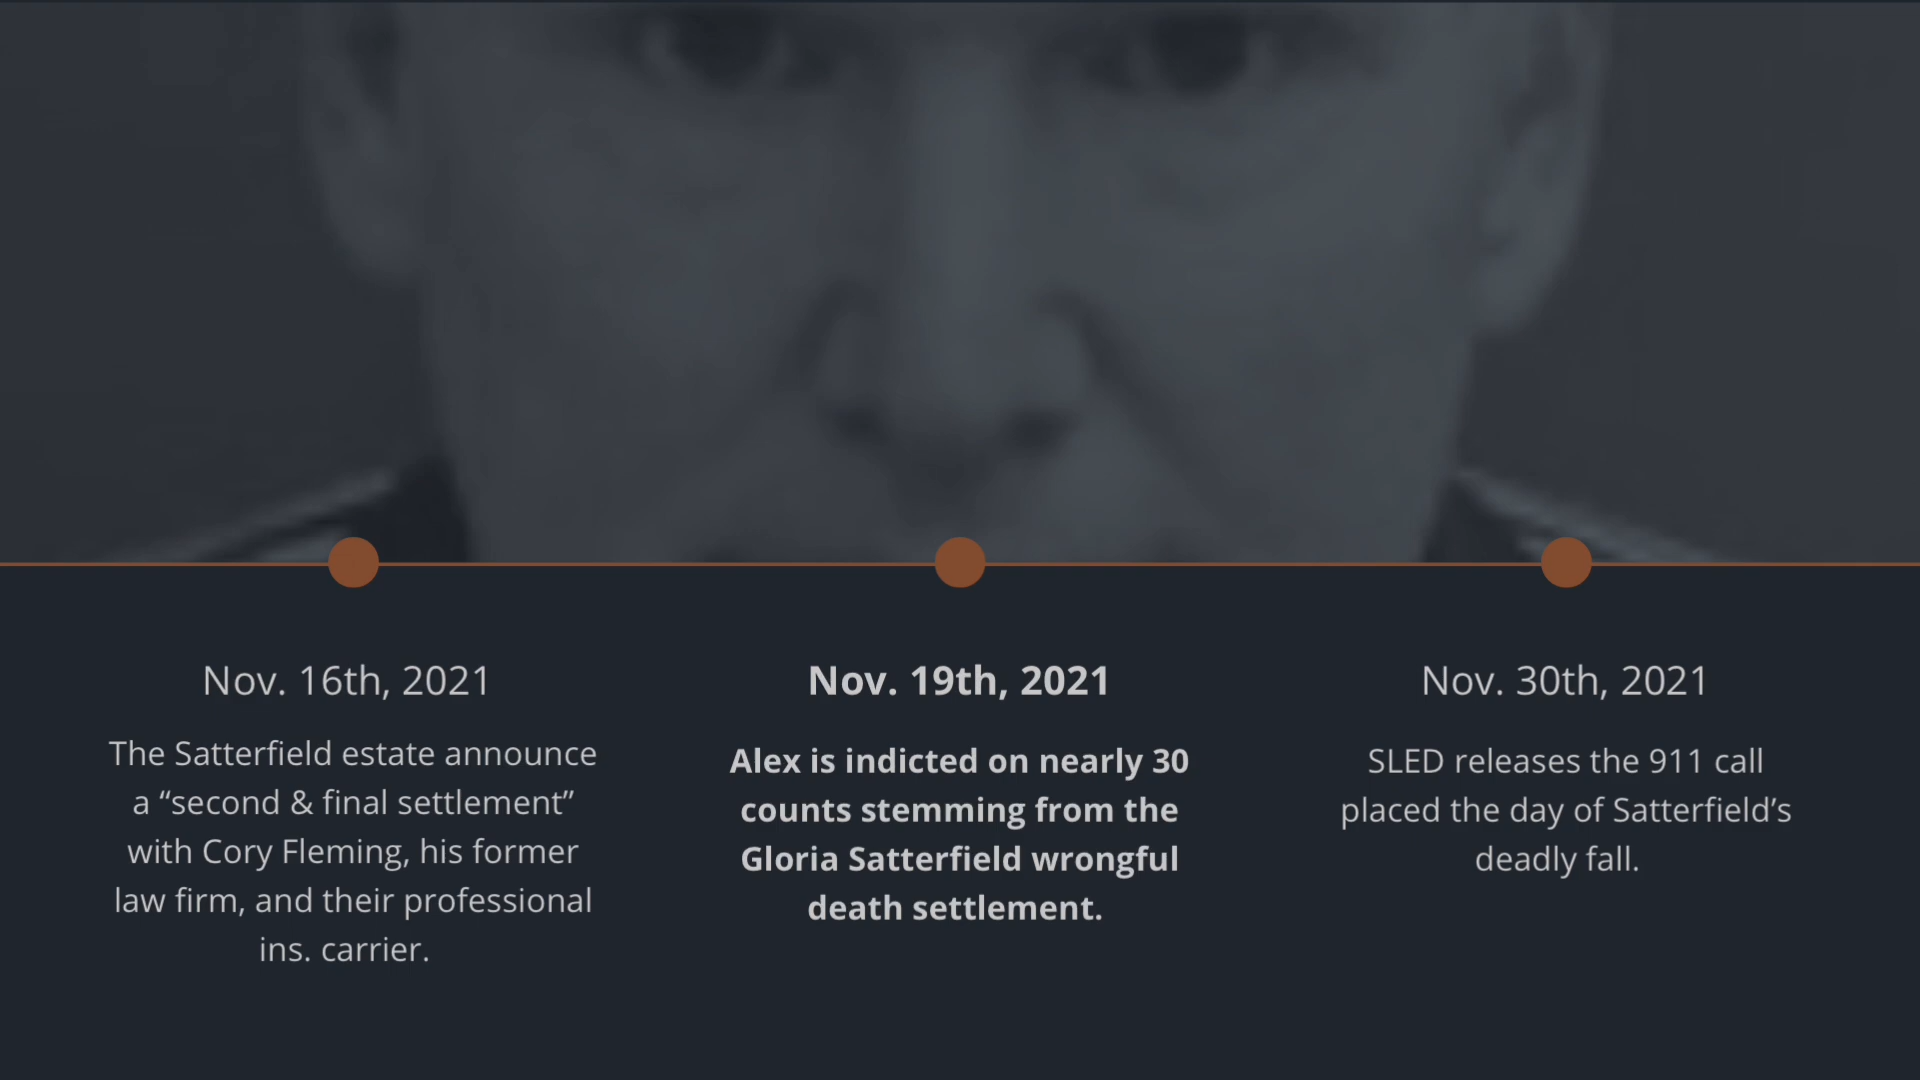 Nov. 16th, 2021
The Satterfield estate announce
a “second & final settlement”
with Cory Fleming, his former
law firm, and their professional
ins. carrier.
Nov. 19th, 2021
Alex is indicted on nearly 30
counts stemming from the
Gloria Satterfield wrongful
death settlement.
Nov. 30th, 2021
SLED releases the 911 call
placed the day of Satterfield’s
deadly fall.